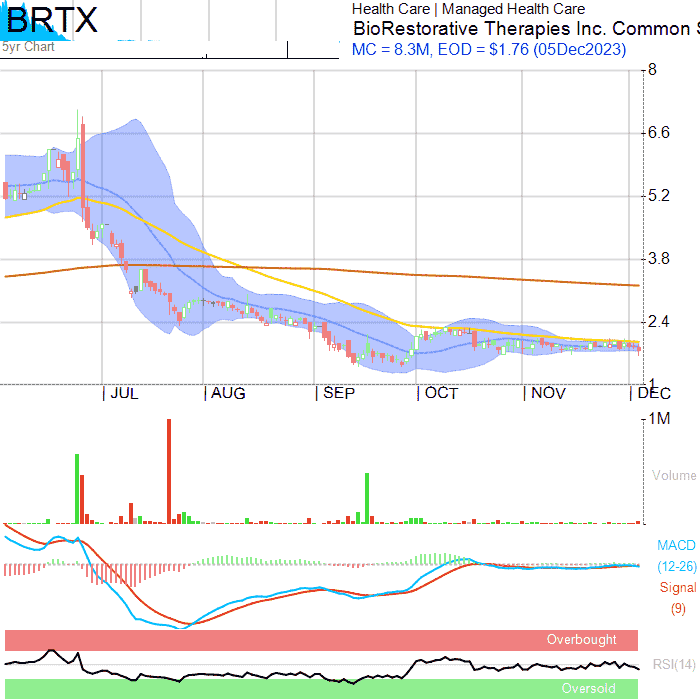 BRTX
5yr Chart
Health Care | Managed Health Care
BioRestorative Therapies Inc. Common S
MC = 8.3M, EOD = $1.76 (05Dec2023)
8
6.6
5.2
3.8
2.4
1
JUL AUG SEP OCT NOV DEC
1M
Volume
MACD
(12-26)
Signal
(9)
Overbought
RSI(14)
Oversold